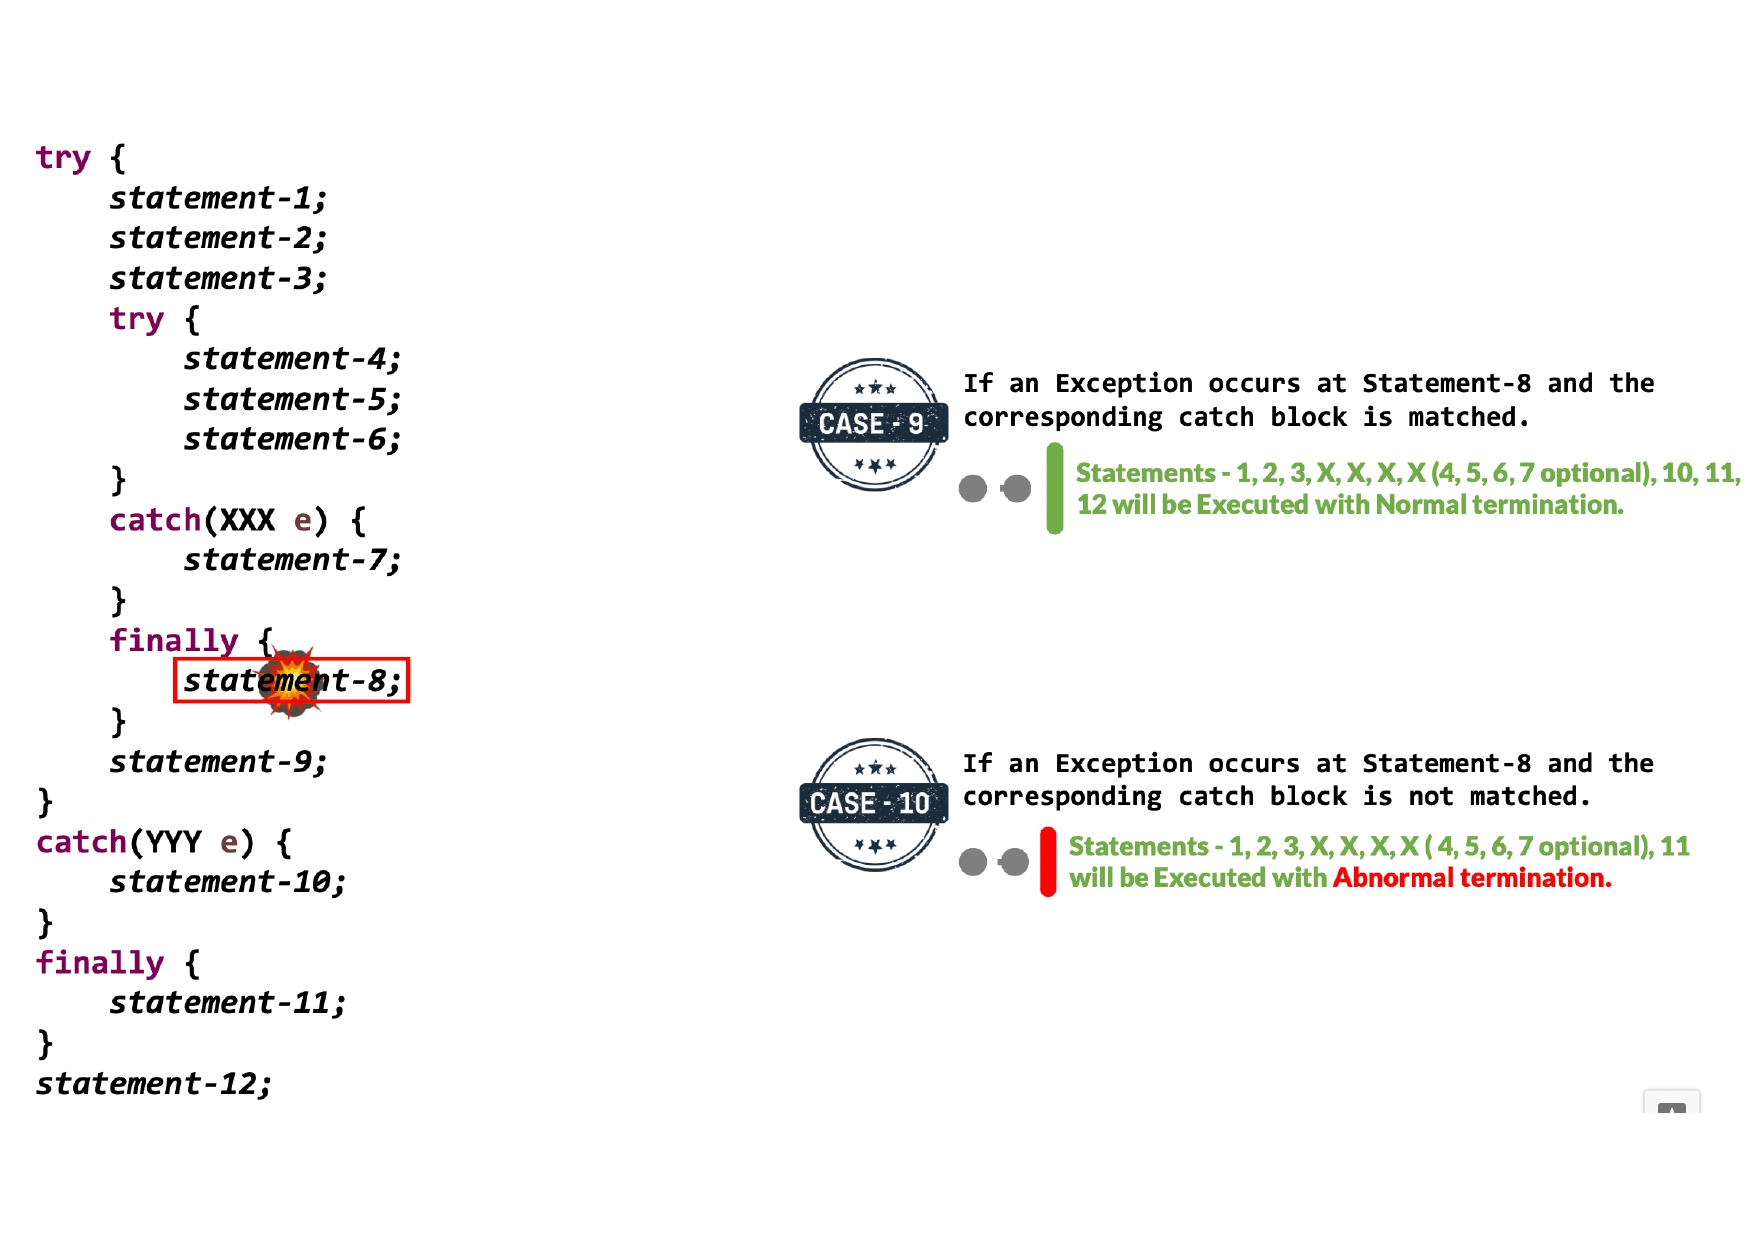 try {
statement-1;
statement-2;
statement-3;
try {
statement-4;
statement-5;
statement-6;
}
catch(XXX e) {
statement-7;
}
finally {
statement-8;
}
statement-9;
}
catch(YYY e) {
statement-10;
}
finally {
statement-11;
}
statement-12;
CASE - 9
If an Exception occurs at Statement-8 and the
corresponding catch block is matched.
Statements - 1, 2, 3, X, X, X, X (4, 5, 6, 7 optional), 10, 11,
12 will be Executed with Normal termination.
CASE - 10
If an Exception occurs at Statement-8 and the
corresponding catch block is not matched.
Statements - 1, 2, 3, X, X, X, X ( 4, 5, 6, 7 optional), 11
will be Executed with Abnormal termination.